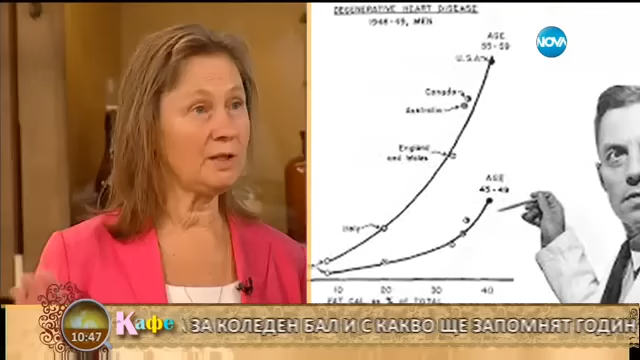 DEGENERATIVE HEART DISEASE
1948-49, MEN
NOVA
AGE
55-59
U.S.A.
Canada
Australia
England
and Wales
AGE
45-49
Italy
10 20 30 40
FAT CAL. as % of TOTAL
10:47
Кафе
ЗА КОЛЕДЕН БАЛ И С КАКВО ЩЕ ЗАПОМНЯТ ГОДИН